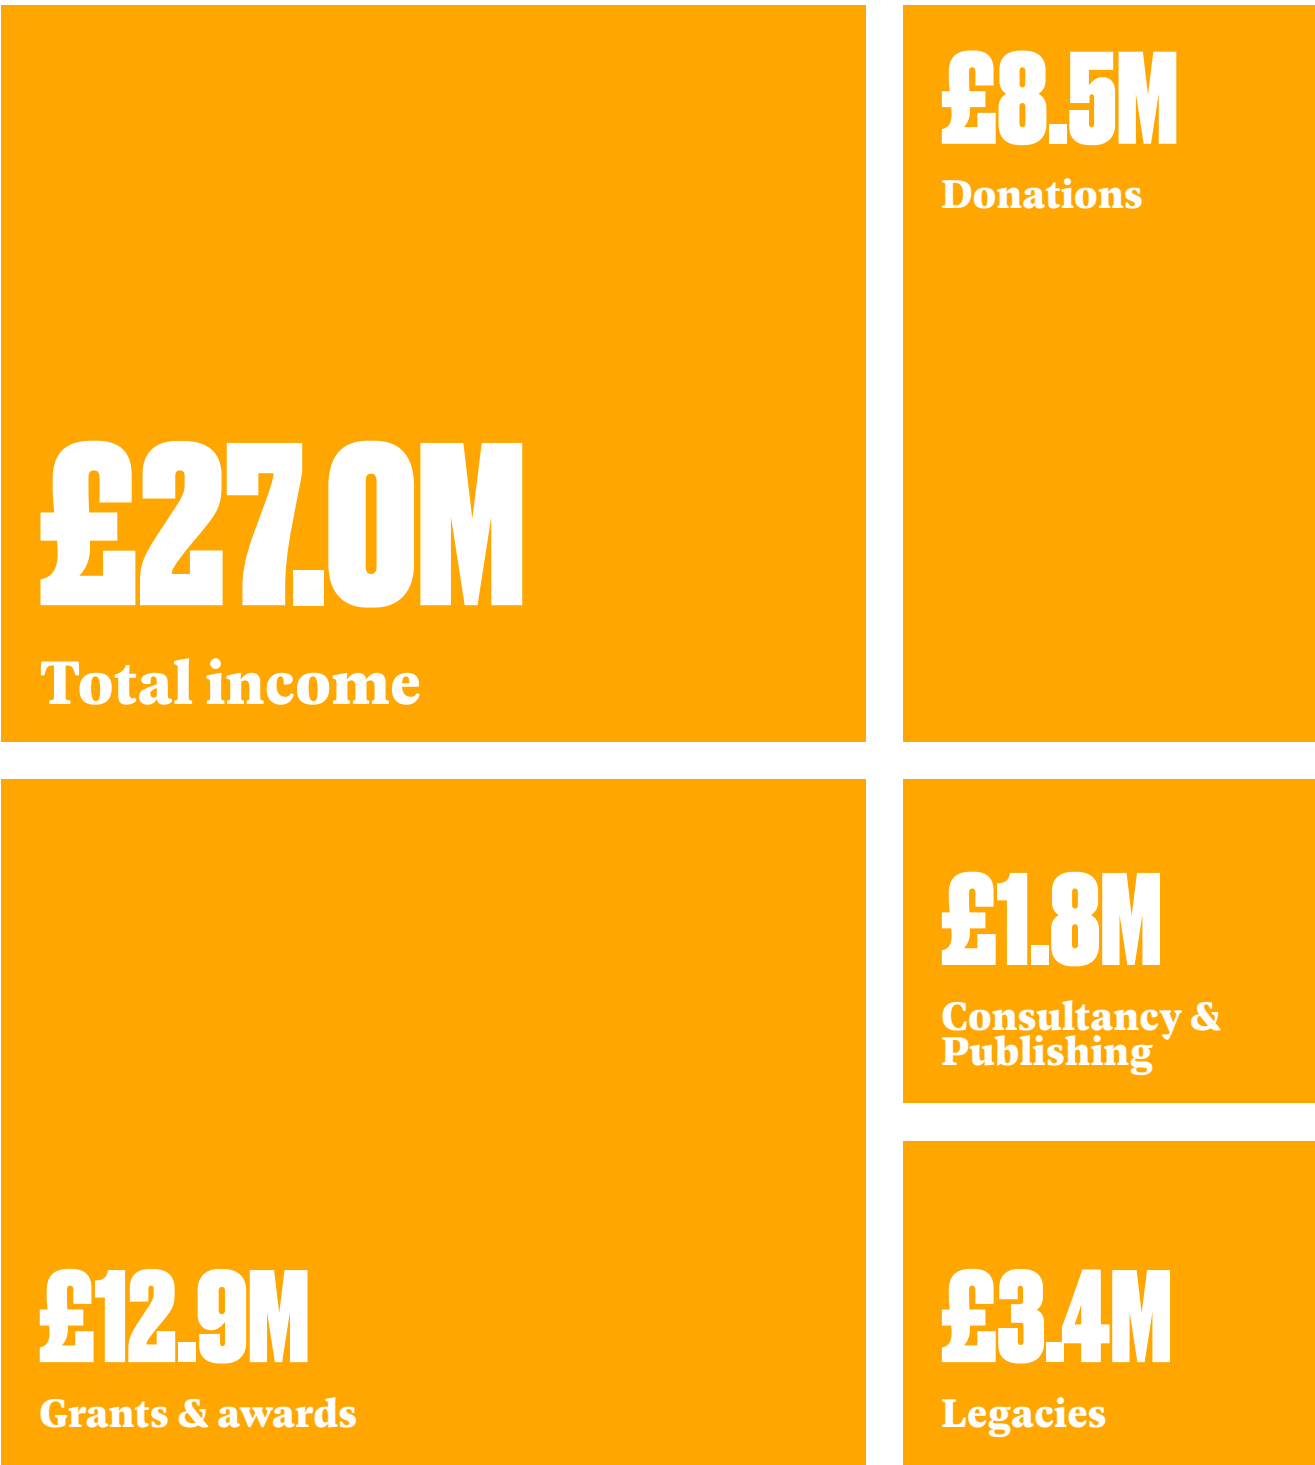 £27.0M
Total income
£8.5M
Donations
£12.9M
Grants & awards
£1.8M
Consultancy &
Publishing
£3.4M
Legacies